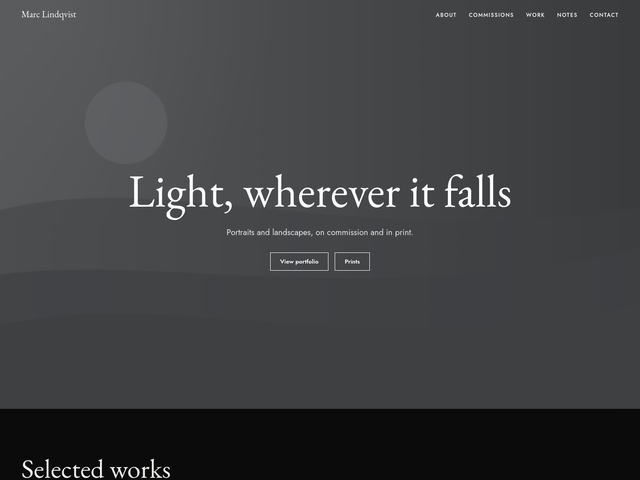 Marc Lindqvist
ABOUT COMMISSIONS WORK NOTES CONTACT
Light, wherever it falls
Portraits and landscapes, on commission and in print.
View portfolio Prints
Selected works